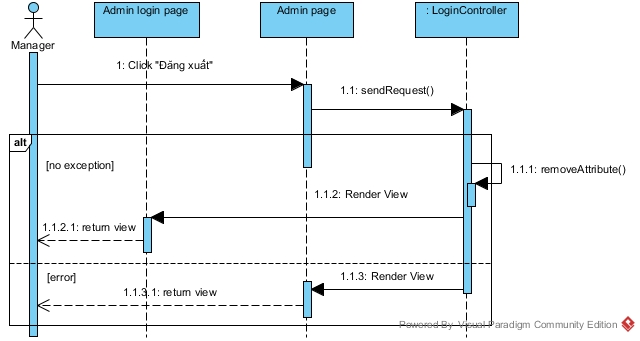 Admin login page
Admin page
: LoginController
Manager
1: Click "Đăng xuất"
1.1: sendRequest()
alt
[no exception]
1.1.1: removeAttribute()
1.1.2: Render View
1.1.2.1: return view
[error]
1.1.3: Render View
1.1.3.1: return view
Powered By Visual Paradigm Community Edition